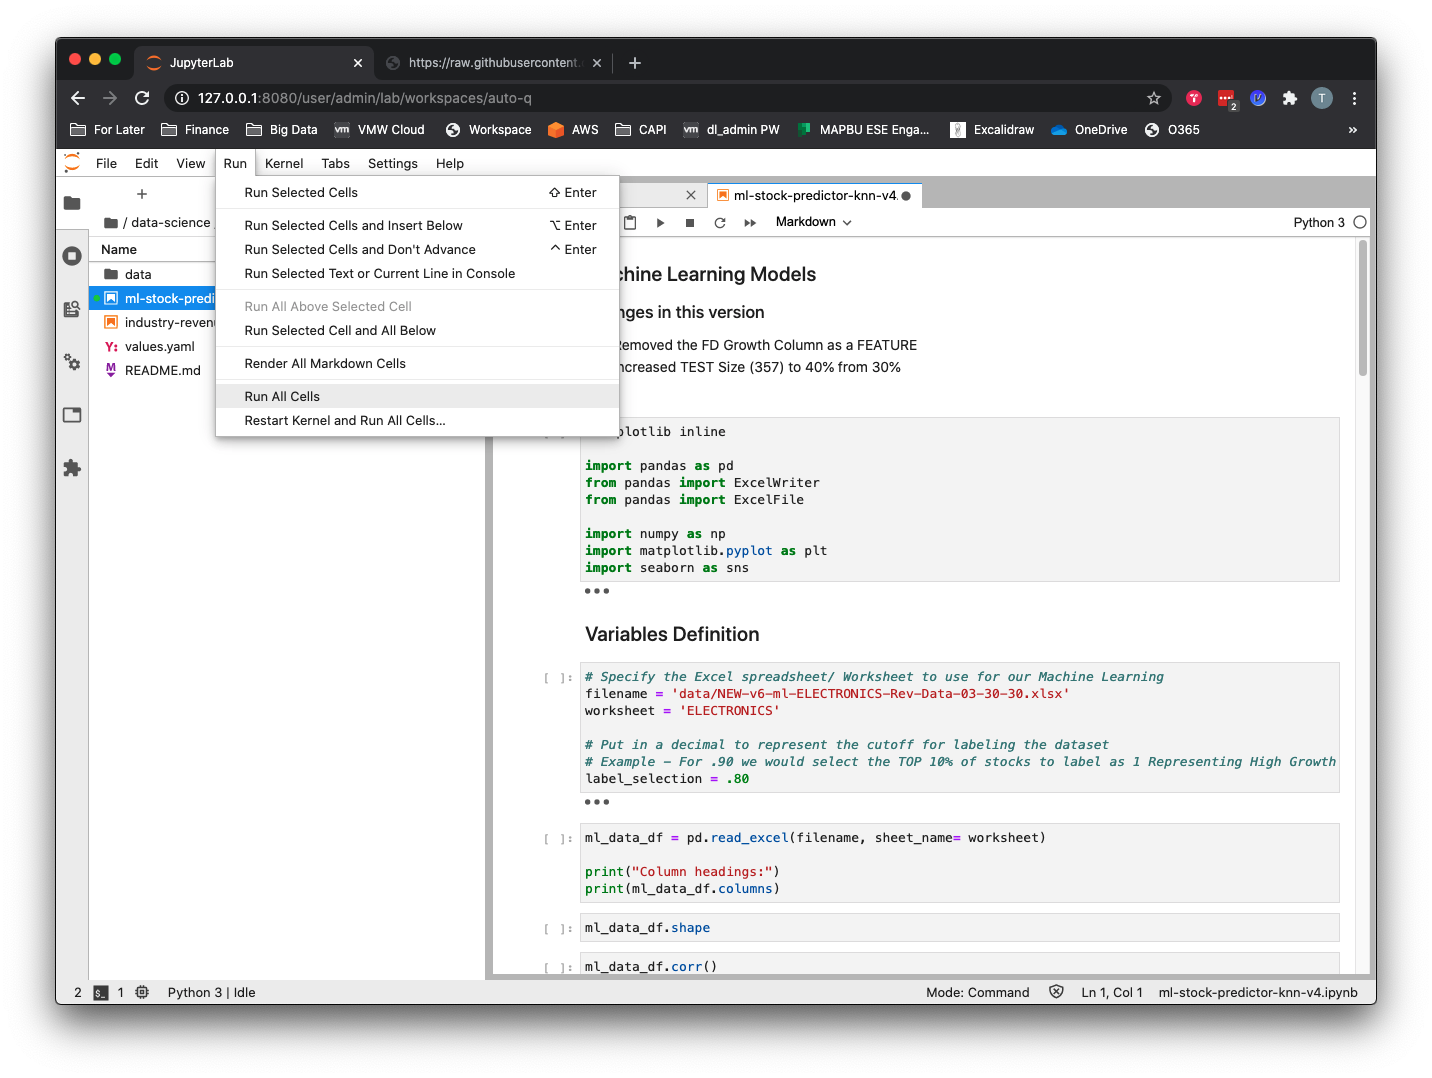 JupyterLab
https://raw.githubusercontent.
127.0.0.1:8080/user/admin/lab/workspaces/auto-q
2
T
For Later
Finance
Big Data
vm VMW Cloud
Workspace
AWS
CAPI
vm dl_admin PW
MAPBU ESE Enga...
Excalidraw
OneDrive
O365
»
File Edit View Run Kernel Tabs Settings Help
Run Selected Cells ⇧ Enter
Run Selected Cells and Insert Below ⌥ Enter
Run Selected Cells and Don't Advance ^ Enter
Run Selected Text or Current Line in Console
Run All Above Selected Cell
Run Selected Cell and All Below
Render All Markdown Cells
Run All Cells
Restart Kernel and Run All Cells...
+
/ data-science
Name
data
ml-stock-predi
industry-reven
Y: values.yaml
M README.md
ml-stock-predictor-knn-v4.
Markdown
Python 3
chine Learning Models
nges in this version
Removed the FD Growth Column as a FEATURE
ncreased TEST Size (357) to 40% from 30%
plotlib inline
import pandas as pd
from pandas import ExcelWriter
from pandas import ExcelFile
import numpy as np
import matplotlib.pyplot as plt
import seaborn as sns
Variables Definition
[ ]: # Specify the Excel spreadsheet/ Worksheet to use for our Machine Learning
filename = 'data/NEW-v6-ml-ELECTRONICS-Rev-Data-03-30-30.xlsx'
worksheet = 'ELECTRONICS'
# Put in a decimal to represent the cutoff for labeling the dataset
# Example - For .90 we would select the TOP 10% of stocks to label as 1 Representing High Growth
label_selection = .80
[ ]: ml_data_df = pd.read_excel(filename, sheet_name= worksheet)
print("Column headings:")
print(ml_data_df.columns)
[ ]: ml_data_df.shape
[ ]: ml_data_df.corr()
2 $_ 1 Python 3 | Idle
Mode: Command Ln 1, Col 1 ml-stock-predictor-knn-v4.ipynb